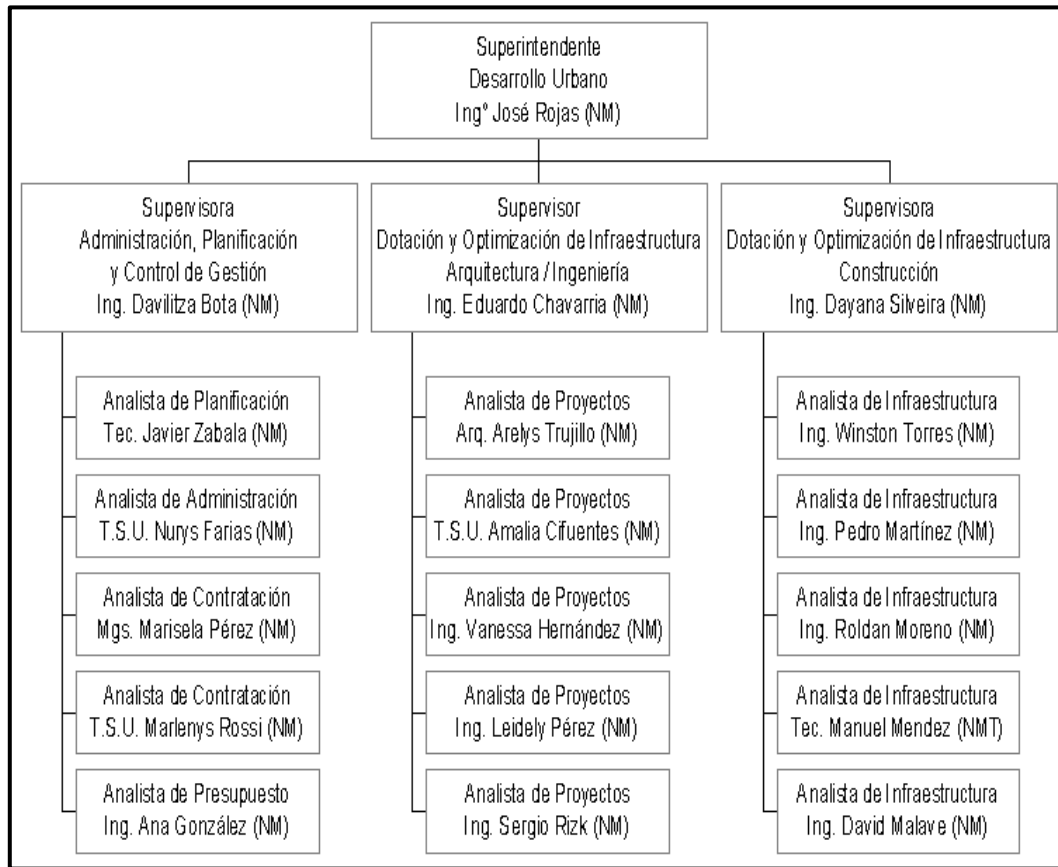 Superintendente
Desarrollo Urbano
Ing° José Rojas (NM)
Supervisora
Administración, Planificación
y Control de Gestión
Ing. Davilitza Bota (NM)
Supervisor
Dotación y Optimización de Infraestructura
Arquitectura / Ingeniería
Ing. Eduardo Chavarria (NM)
Supervisora
Dotación y Optimización de Infraestructura
Construcción
Ing. Dayana Silveira (NM)
Analista de Planificación
Tec. Javier Zabala (NM)
Analista de Administración
T.S.U. Nurys Farias (NM)
Analista de Contratación
Mgs. Marisela Pérez (NM)
Analista de Contratación
T.S.U. Marlenys Rossi (NM)
Analista de Presupuesto
Ing. Ana González (NM)
Analista de Proyectos
Arq. Arelys Trujillo (NM)
Analista de Proyectos
T.S.U. Amalia Cifuentes (NM)
Analista de Proyectos
Ing. Vanessa Hernández (NM)
Analista de Proyectos
Ing. Leidely Pérez (NM)
Analista de Proyectos
Ing. Sergio Rizk (NM)
Analista de Infraestructura
Ing. Winston Torres (NM)
Analista de Infraestructura
Ing. Pedro Martínez (NM)
Analista de Infraestructura
Ing. Roldan Moreno (NM)
Analista de Infraestructura
Tec. Manuel Mendez (NMT)
Analista de Infraestructura
Ing. David Malave (NM)